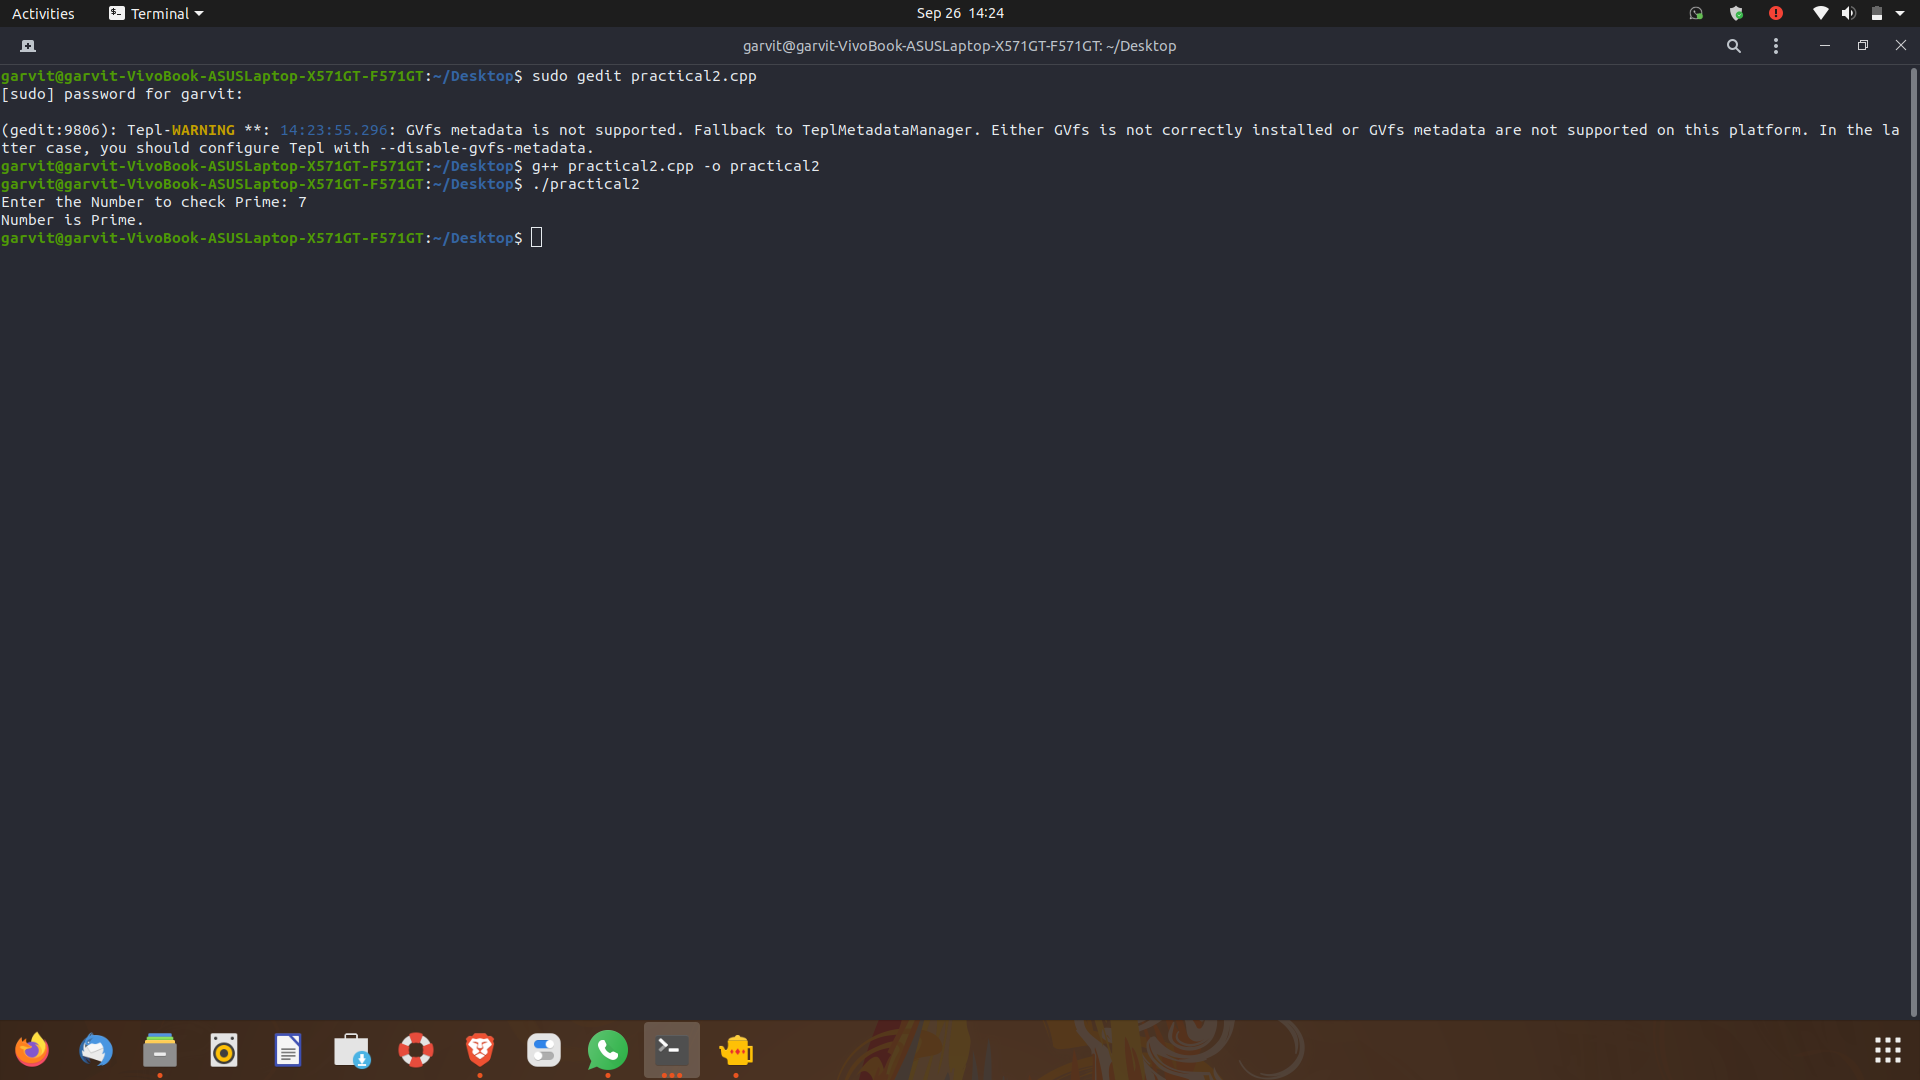 Activities
Terminal
Sep 26 14:24
garvit@garvit-VivoBook-ASUSLaptop-X571GT-F571GT: ~/Desktop
garvit@garvit-VivoBook-ASUSLaptop-X571GT-F571GT:~/Desktop$ sudo gedit practical2.cpp
[sudo] password for garvit:
(gedit:9806): Tepl-WARNING **: 14:23:55.296: GVfs metadata is not supported. Fallback to TeplMetadataManager. Either GVfs is not correctly installed or GVfs metadata are not supported on this platform. In the la
tter case, you should configure Tepl with --disable-gvfs-metadata.
garvit@garvit-VivoBook-ASUSLaptop-X571GT-F571GT:~/Desktop$ g++ practical2.cpp -o practical2
garvit@garvit-VivoBook-ASUSLaptop-X571GT-F571GT:~/Desktop$ ./practical2
Enter the Number to check Prime: 7
Number is Prime.
garvit@garvit-VivoBook-ASUSLaptop-X571GT-F571GT:~/Desktop$